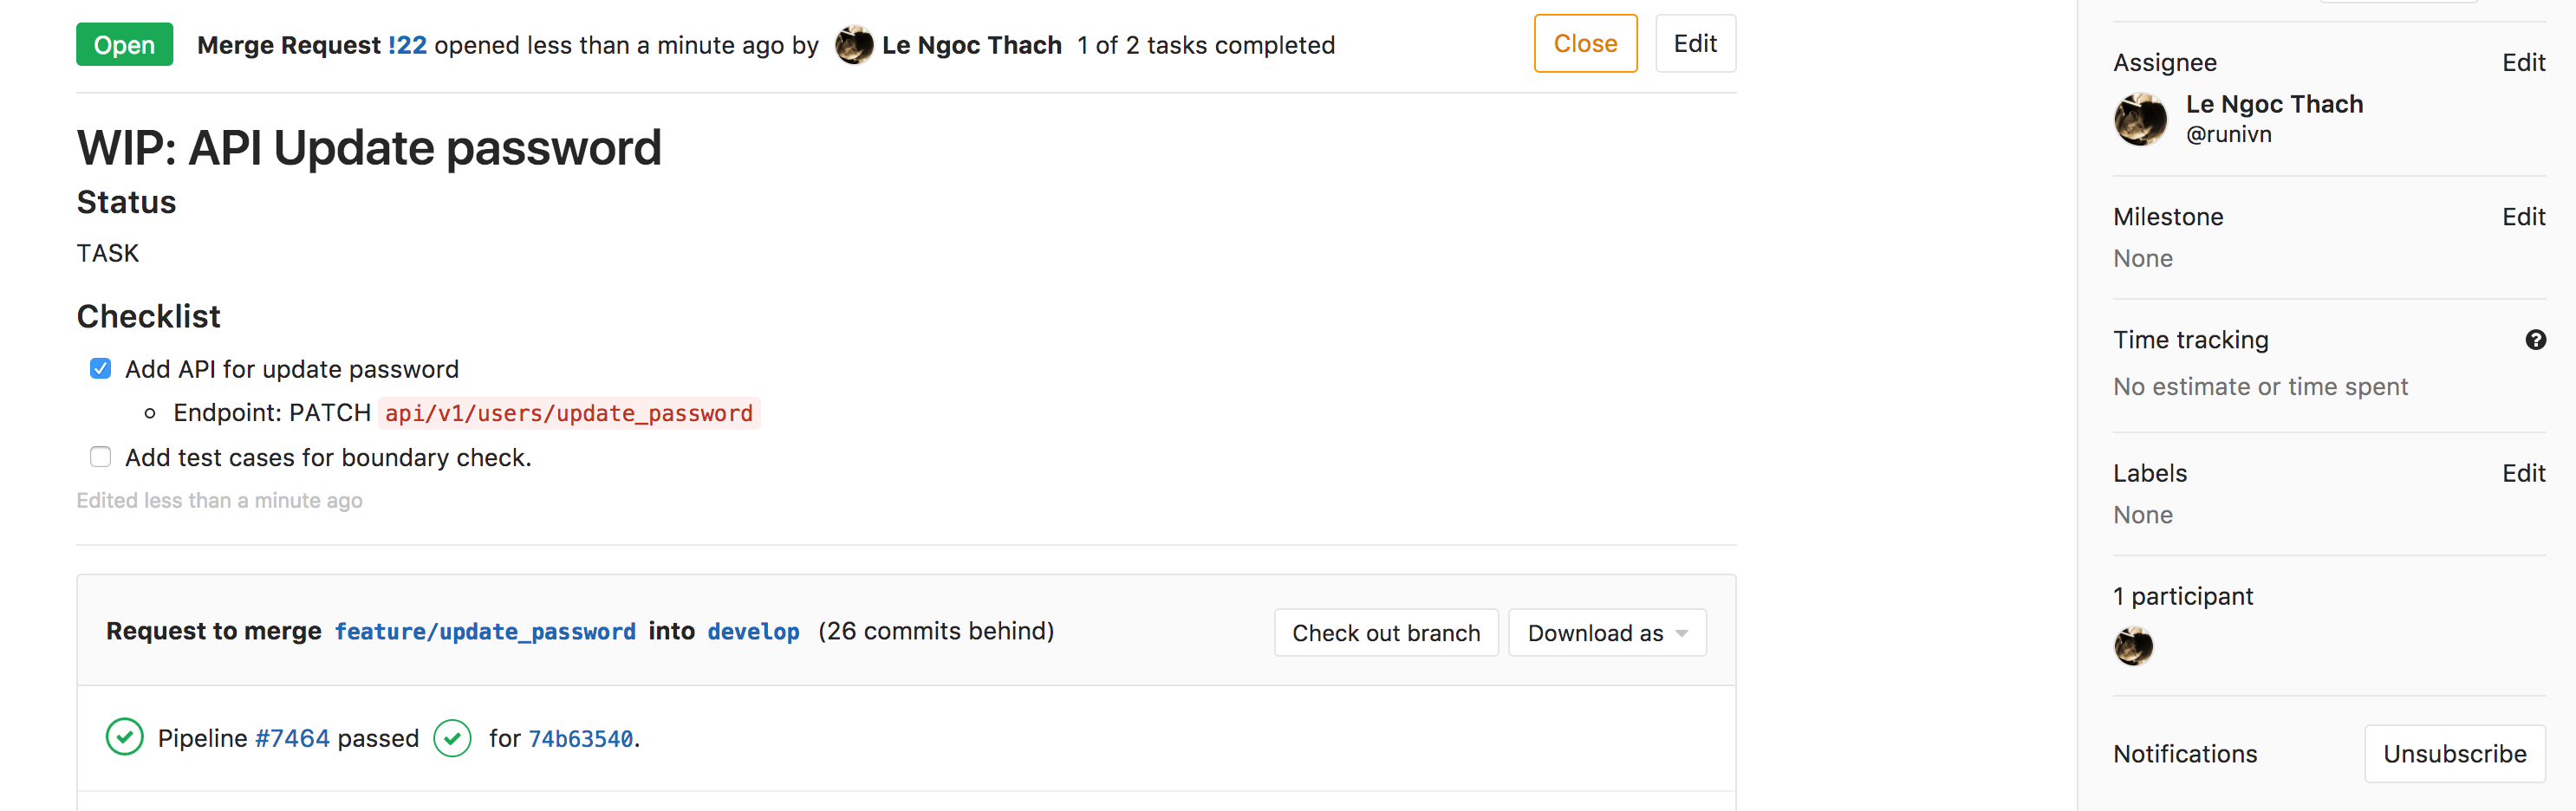 Open Merge Request !22 opened less than a minute ago by Le Ngoc Thach 1 of 2 tasks completed Close Edit
WIP: API Update password
Status
TASK
Checklist
Add API for update password
Endpoint: PATCH api/v1/users/update_password
Add test cases for boundary check.
Edited less than a minute ago
Request to merge feature/update_password into develop (26 commits behind) Check out branch Download as
Pipeline #7464 passed for 74b63540.
Assignee Edit
Le Ngoc Thach
@runivn
Milestone Edit
None
Time tracking
No estimate or time spent
Labels Edit
None
1 participant
Notifications Unsubscribe